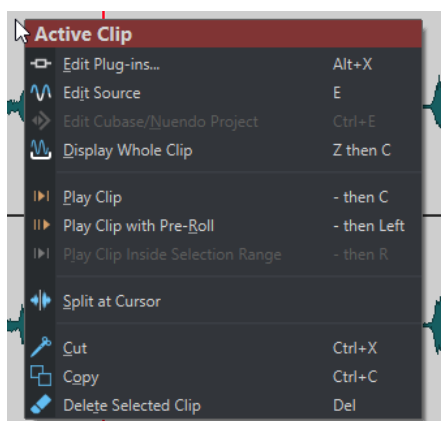 Active Clip
Edit Plug-ins... Alt+X
Edit Source E
Edit Cubase/Nuendo Project Ctrl+E
Display Whole Clip Z then C
Play Clip - then C
Play Clip with Pre-Roll - then Left
Play Clip Inside Selection Range - then R
Split at Cursor
Cut Ctrl+X
Copy Ctrl+C
Delete Selected Clip Del